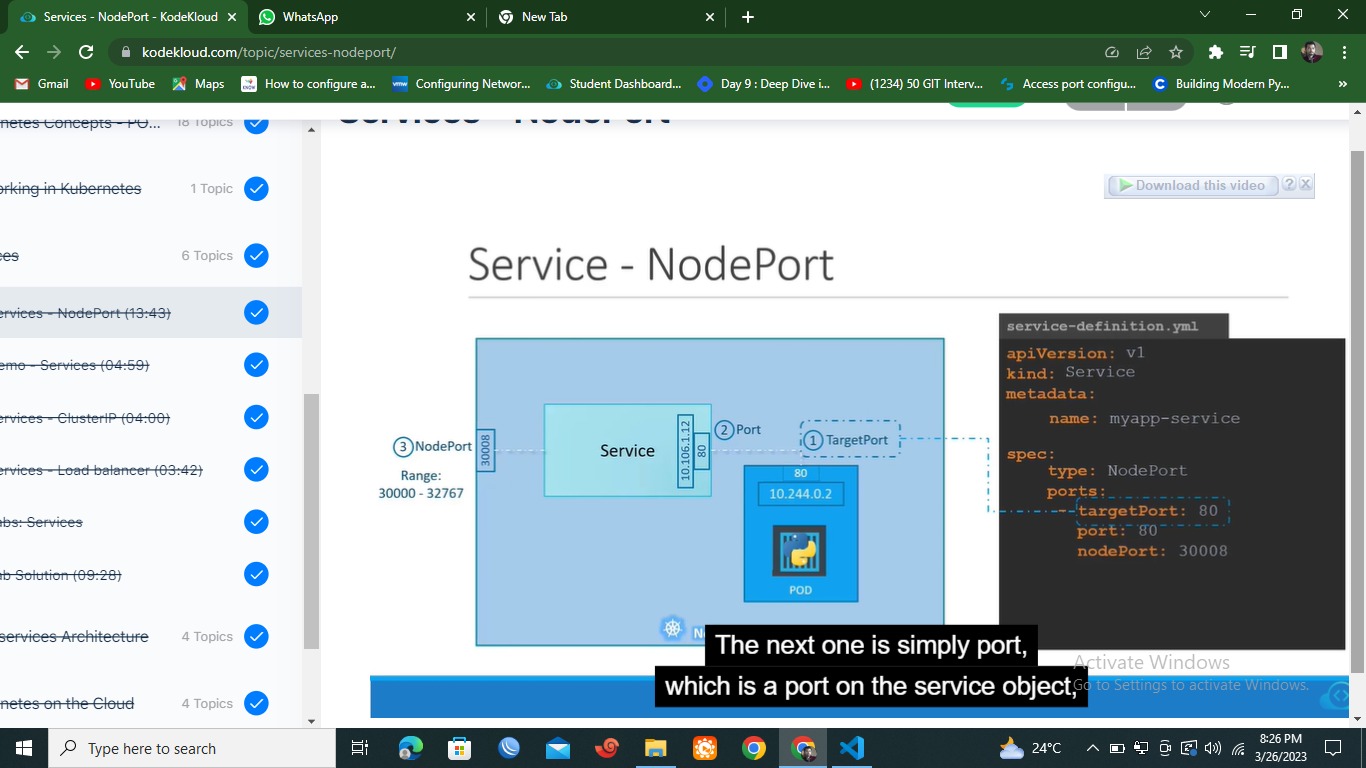 Services - NodePort - KodeKloud
WhatsApp
New Tab
kodekloud.com/topic/services-nodeport/
Gmail
YouTube
Maps
How to configure a...
Configuring Networ...
Student Dashboard...
Day 9 : Deep Dive i...
(1234) 50 GIT Interv...
Access port configu...
Building Modern Py...
»
Services - NodePort
netes Concepts - PO...
18 Topics
orking in Kubernetes
1 Topic
ces
6 Topics
ervices - NodePort (13:43)
emo - Services (04:59)
ervices - ClusterIP (04:00)
ervices - Load balancer (03:42)
abs: Services
ab Solution (09:28)
services Architecture
4 Topics
netes on the Cloud
4 Topics
Download this video
?
Service - NodePort
3 NodePort
Range:
30000 - 32767
30008
Service
10.106.1.12
80
2 Port
1 TargetPort
80
10.244.0.2
POD
service-definition.yml
apiVersion: v1
kind: Service
metadata:
name: myapp-service
spec:
type: NodePort
ports:
- targetPort: 80
port: 80
nodePort: 30008
The next one is simply port,
which is a port on the service object,
Activate Windows
Go to Settings to activate Windows.
Type here to search
24°C
8:26 PM
3/26/2023